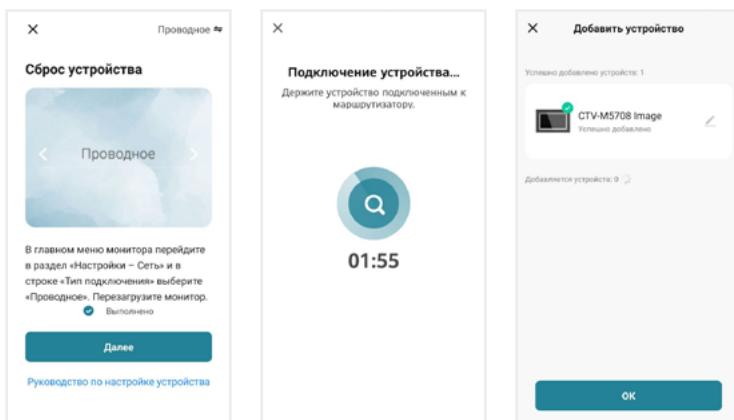 Проводное
Сброс устройства
Проводное
В главном меню монитора перейдите
в раздел «Настройки – Сеть» и в
строке «Тип подключения» выберите
«Проводное». Перезагрузите монитор.
Выполнено
Далее
Руководство по настройке устройства
Подключение устройства...
Держите устройство подключенным к
маршрутизатору.
01:55
Добавить устройство
Успешно добавлено устройств: 1
CTV-M5708 Image
Успешно добавлено
Добавляется устройств: 0
ОК